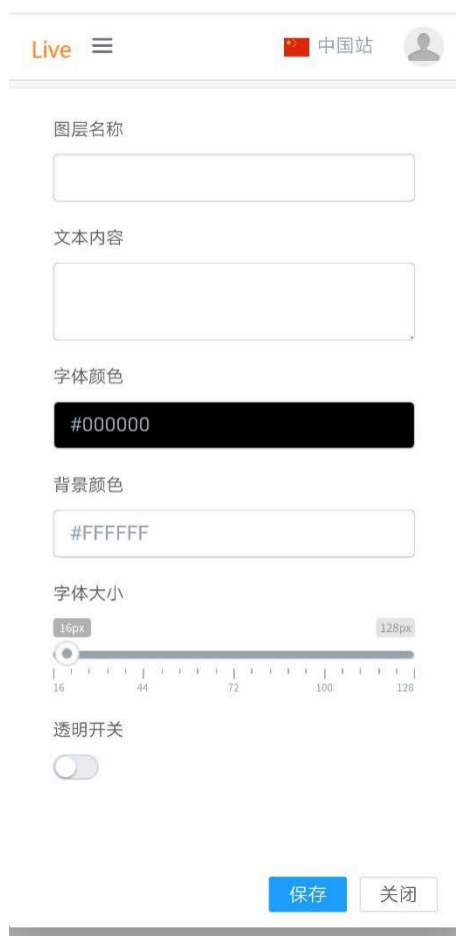 Live 中国站
图层名称
文本内容
字体颜色
#000000
背景颜色
#FFFFFF
字体大小
16px 128px
16 44 72 100 128
透明开关
保存 关闭